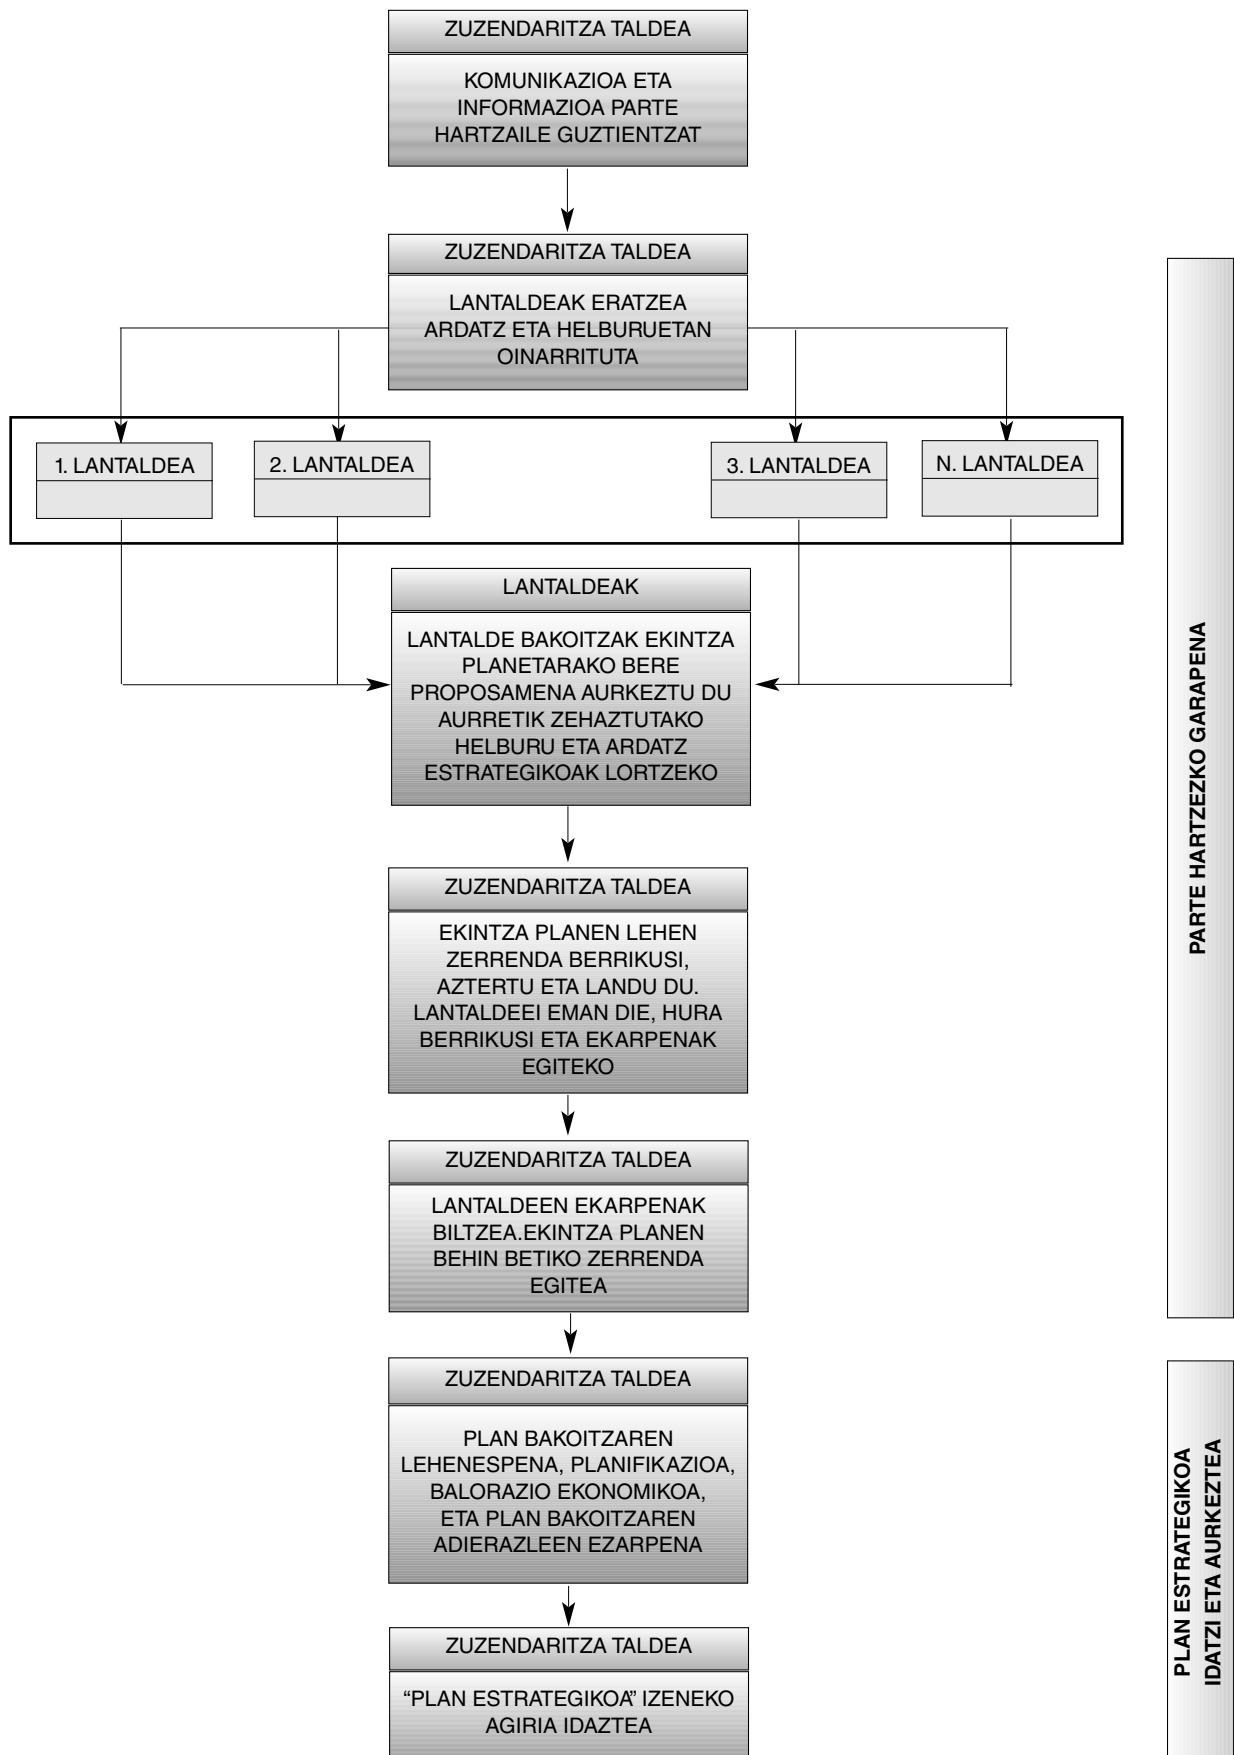 ZUZENDARITZA TALDEA
KOMUNIKAZIOA ETA
INFORMAZIOA PARTE
HARTZAILE GUZTIENTZAT
ZUZENDARITZA TALDEA
LANTALDEAK ERATZEA
ARDATZ ETA HELBURUETAN
OINARRITUTA
1. LANTALDEA
2. LANTALDEA
3. LANTALDEA
N. LANTALDEA
LANTALDEAK
LANTALDE BAKOITZAK EKINTZA
PLANETARAKO BERE
PROPOSAMENA AURKEZTU DU
AURRETIK ZEHAZTUTAKO
HELBURU ETA ARDATZ
ESTRATEGIKOAK LORTZEKO
ZUZENDARITZA TALDEA
EKINTZA PLANEN LEHEN
ZERRENDA BERRIKUSI,
AZTERTU ETA LANDU DU.
LANTALDEEI EMAN DIE, HURA
BERRIKUSI ETA EKARPENAK
EGITEKO
ZUZENDARITZA TALDEA
LANTALDEEN EKARPENAK
BILTZEA.EKINTZA PLANEN
BEHIN BETIKO ZERRENDA
EGITEA
ZUZENDARITZA TALDEA
PLAN BAKOITZAREN
LEHENESPENA, PLANIFIKAZIOA,
BALORAZIO EKONOMIKOA,
ETA PLAN BAKOITZAREN
ADIERAZLEEN EZARPENA
ZUZENDARITZA TALDEA
“PLAN ESTRATEGIKOA” IZENEKO
AGIRIA IDAZTEA
PARTE HARTZEZKO GARAPENA
PLAN ESTRATEGIKOA
IDATZI ETA AURKEZTEA